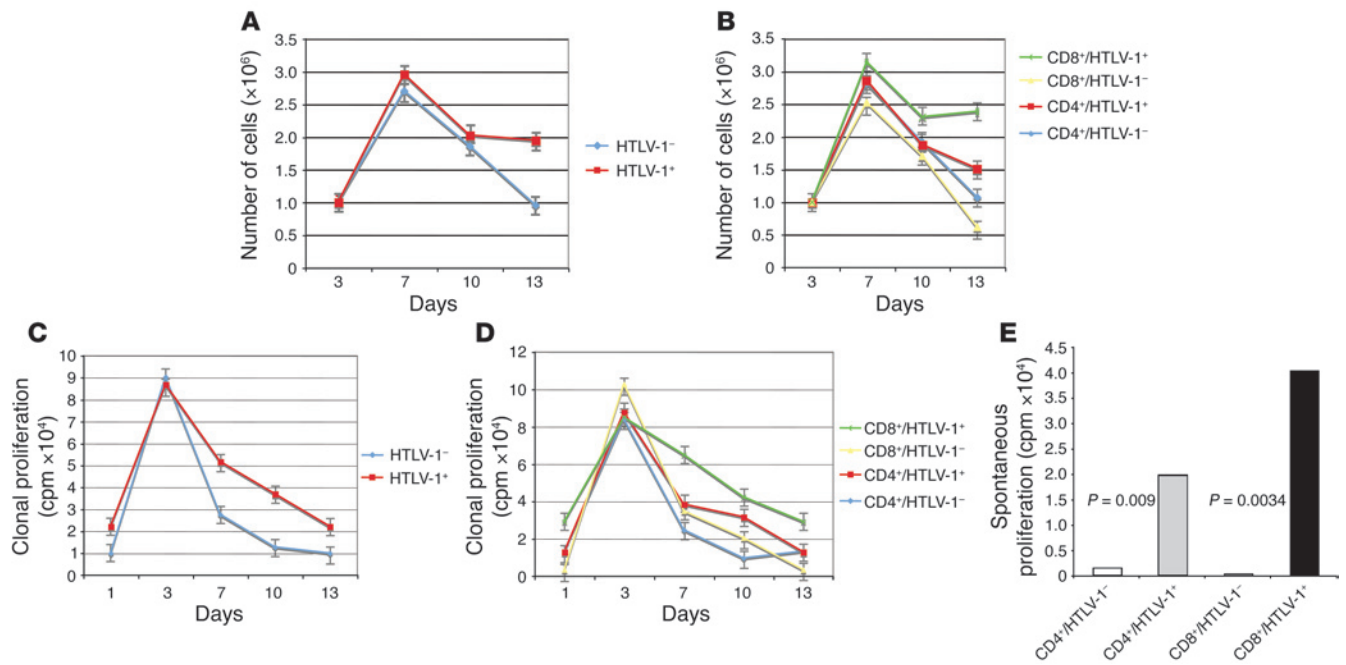 A
Number of cells (×10⁶)
3.5
3.0
2.5
2.0
1.5
1.0
0.5
0
3 7 10 13
Days
HTLV-1⁻
HTLV-1⁺
B
Number of cells (×10⁶)
3.5
3.0
2.5
2.0
1.5
1.0
0.5
0
3 7 10 13
Days
CD8⁺/HTLV-1⁺
CD8⁺/HTLV-1⁻
CD4⁺/HTLV-1⁺
CD4⁺/HTLV-1⁻
C
Clonal proliferation
(cpm ×10⁴)
10
9
8
7
6
5
4
3
2
1
0
1 3 7 10 13
Days
HTLV-1⁻
HTLV-1⁺
D
Clonal proliferation
(cpm ×10⁴)
12
10
8
6
4
2
0
1 3 7 10 13
Days
CD8⁺/HTLV-1⁺
CD8⁺/HTLV-1⁻
CD4⁺/HTLV-1⁺
CD4⁺/HTLV-1⁻
E
Spontaneous
proliferation (cpm ×10⁴)
4.5
4.0
3.5
3.0
2.5
2.0
1.5
1.0
0.5
0
P = 0.009
P = 0.0034
CD4⁺/HTLV-1⁻
CD4⁺/HTLV-1⁺
CD8⁺/HTLV-1⁻
CD8⁺/HTLV-1⁺